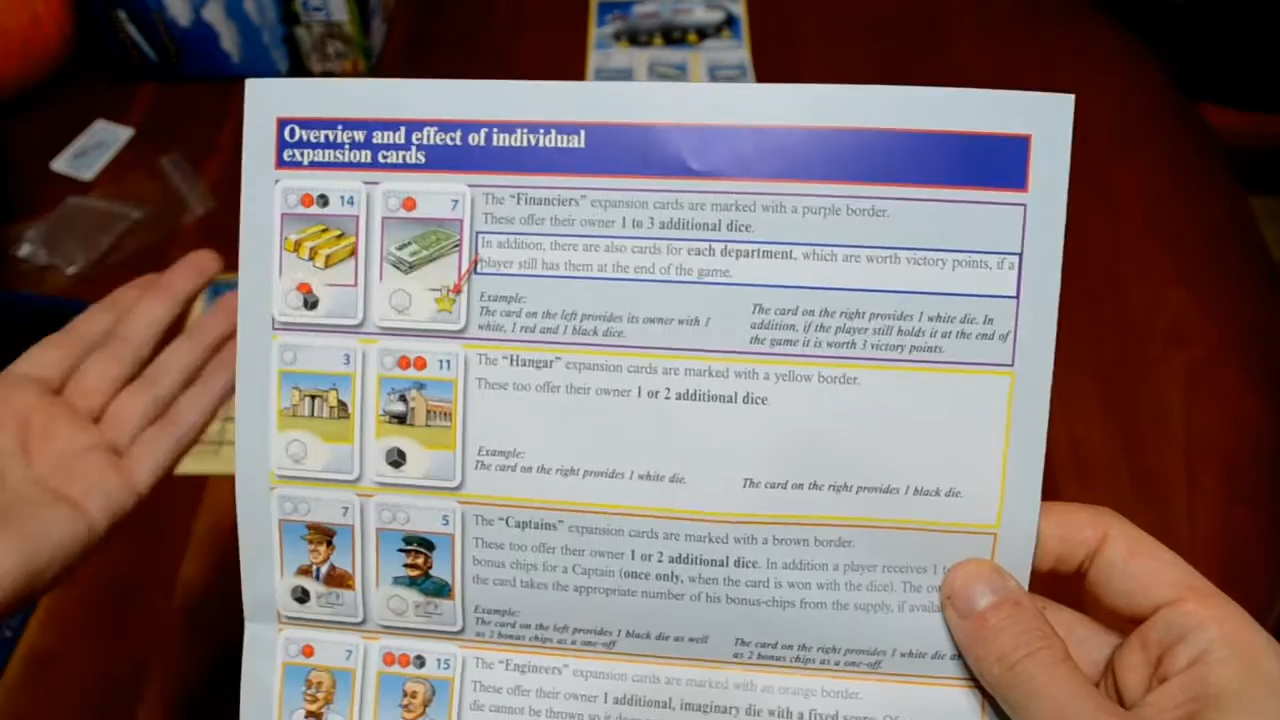 Overview and effect of individual
expansion cards
14
7
The “Financiers” expansion cards are marked with a purple border.
These offer their owner 1 to 3 additional dice.
In addition, there are also cards for each department, which are worth victory points, if a
player still has them at the end of the game.
Example:
The card on the left provides its owner with 1
white, 1 red and 1 black dice.
The card on the right provides 1 white die. In
addition, if the player still holds it at the end of
the game it is worth 3 victory points.
3
11
The “Hangar” expansion cards are marked with a yellow border.
These too offer their owner 1 or 2 additional dice.
Example:
The card on the right provides 1 white die.
The card on the right provides 1 black die.
7
5
The “Captains” expansion cards are marked with a brown border.
These too offer their owner 1 or 2 additional dice. In addition a player receives 1
bonus chips for a Captain (once only, when the card is won with the dice). The
the card takes the appropriate number of his bonus-chips from the supply, if
Example:
The card on the left provides 1 black die as well
as 2 bonus chips as a one-off
The card on the right provides 1 white die
as 2 bonus chips as a one-off.
7
15
The “Engineers” expansion cards are marked with an orange border.
These offer their owner 1 additional, imaginary die with a fixed score.
die cannot be thrown so it